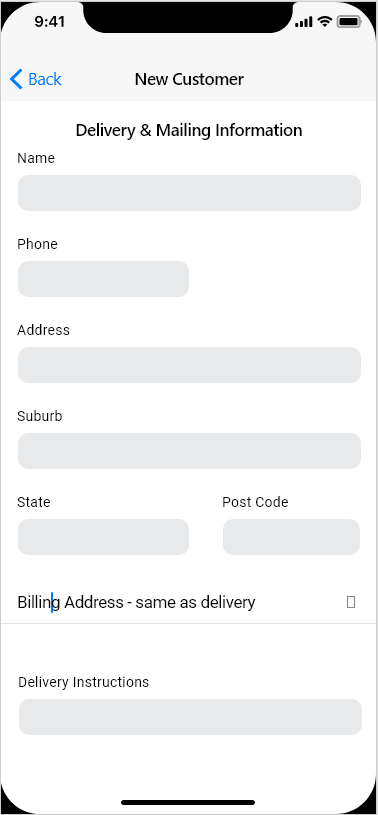 9:41
Back New Customer
Delivery & Mailing Information
Name
Phone
Address
Suburb
State Post Code
Billing Address - same as delivery
Delivery Instructions